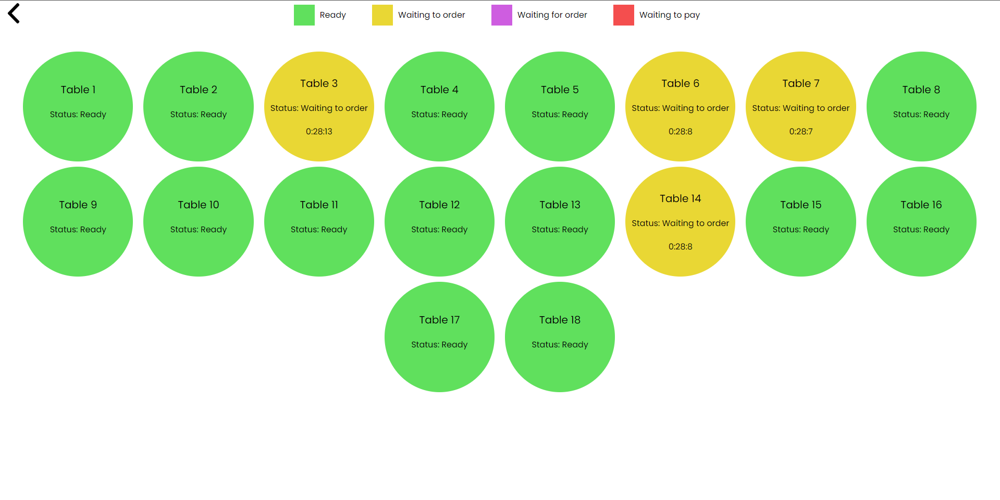 Ready
Waiting to order
Waiting for order
Waiting to pay
Table 1
Status: Ready
Table 2
Status: Ready
Table 3
Status: Waiting to order
0:28:13
Table 4
Status: Ready
Table 5
Status: Ready
Table 6
Status: Waiting to order
0:28:8
Table 7
Status: Waiting to order
0:28:7
Table 8
Status: Ready
Table 9
Status: Ready
Table 10
Status: Ready
Table 11
Status: Ready
Table 12
Status: Ready
Table 13
Status: Ready
Table 14
Status: Waiting to order
0:28:8
Table 15
Status: Ready
Table 16
Status: Ready
Table 17
Status: Ready
Table 18
Status: Ready